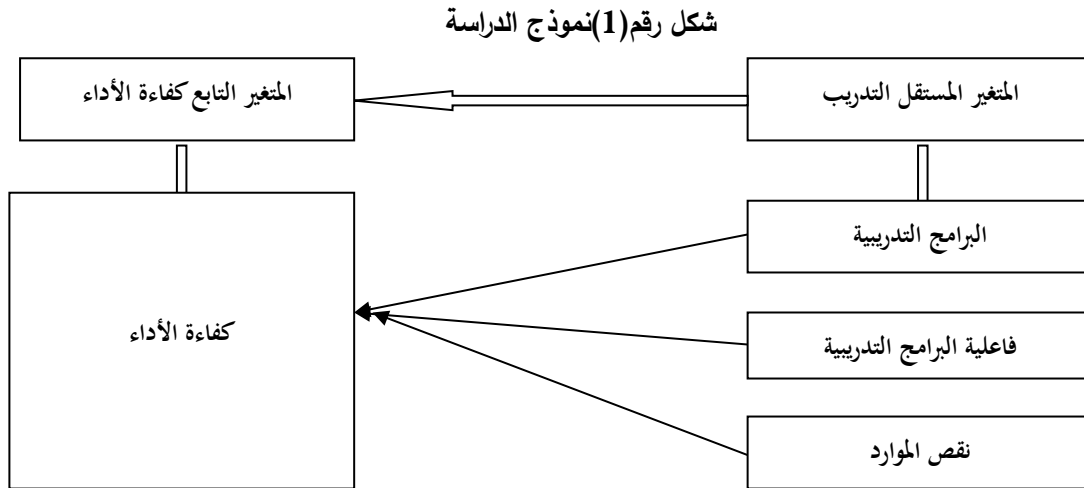 شكل رقم(1)نموذج الدراسة
المتغير المستقل التدريب
المتغير التابع كفاءة الأداء
البرامج التدريبية
فاعلية البرامج التدريبية
كفاءة الأداء
نقص الموارد